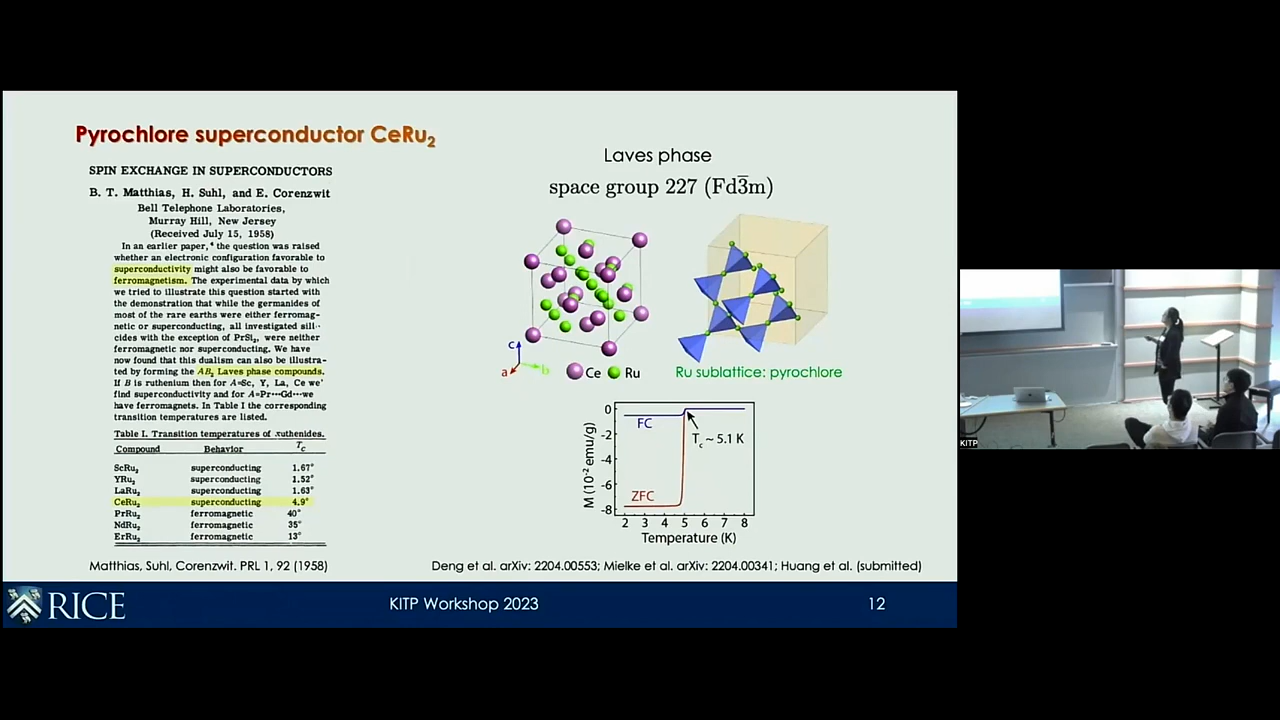 Pyrochlore superconductor CeRu2
SPIN EXCHANGE IN SUPERCONDUCTORS
B. T. Matthias, H. Suhl, and E. Corenzwit
Bell Telephone Laboratories,
Murray Hill, New Jersey
(Received July 15, 1958)
In an earlier paper,4 the question was raised
whether an electronic configuration favorable to
superconductivity might also be favorable to
ferromagnetism. The experimental data by which
we tried to illustrate this question started with
the demonstration that while the germanides of
most of the rare earths were either ferromag-
netic or superconducting, all investigated sili-
cides with the exception of PrSi2, were neither
ferromagnetic nor superconducting. We have
now found that this dualism can also be illustra-
ted by forming the AB2 Laves phase compounds.
If B is ruthenium then for A=Sc, Y, La, Ce we
find superconductivity and for A=Pr···Gd···we
have ferromagnets. In Table I the corresponding
transition temperatures are listed.
Table I. Transition temperatures of ruthenides.
Compound Behavior Tc
ScRu2 superconducting 1.67°
YRu2 superconducting 1.52°
LaRu2 superconducting 1.63°
CeRu2 superconducting 4.9°
PrRu2 ferromagnetic 40°
NdRu2 ferromagnetic 35°
ErRu2 ferromagnetic 13°
Matthias, Suhl, Corenzwit. PRL 1, 92 (1958)
Laves phase
space group 227 (Fd3̅m)
c
a
b
Ce
Ru
Ru sublattice: pyrochlore
M (10-2 emu/g)
0
-2
-4
-6
-8
FC
Tc ~ 5.1 K
ZFC
2 3 4 5 6 7 8
Temperature (K)
Deng et al. arXiv: 2204.00553; Mielke et al. arXiv: 2204.00341; Huang et al. (submitted)
RICE
KITP Workshop 2023
12
KITP